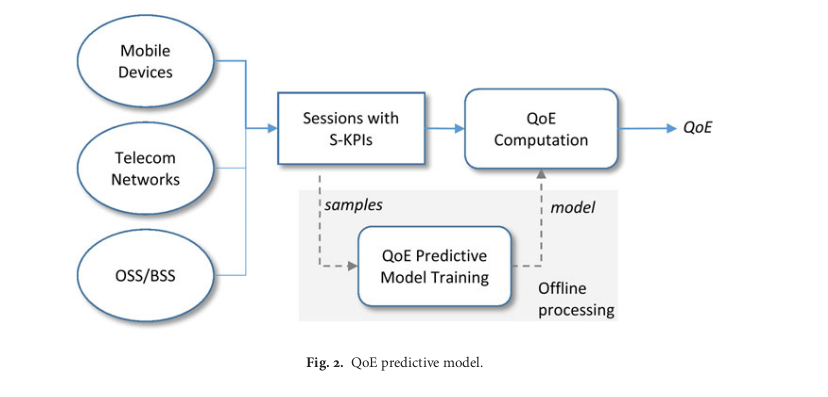 Mobile
Devices
Telecom
Networks
OSS/BSS
Sessions with
S-KPIs
QoE
Computation
QoE
samples
model
QoE Predictive
Model Training
Offline
processing
Fig. 2. QoE predictive model.